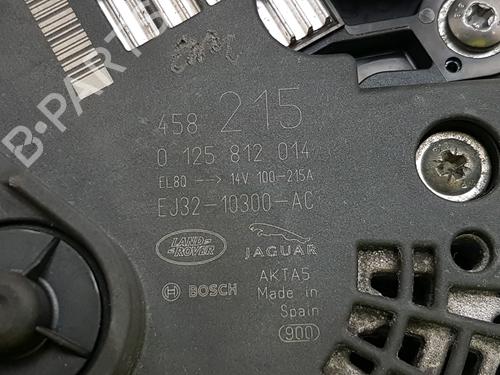 B-PARTS
458 215
0 125 812 014
EL8Q → 14V 100-215A
EJ32-10300-AC
LAND ROVER
JAGUAR
AKTA5
BOSCH
Made in
Spain
900